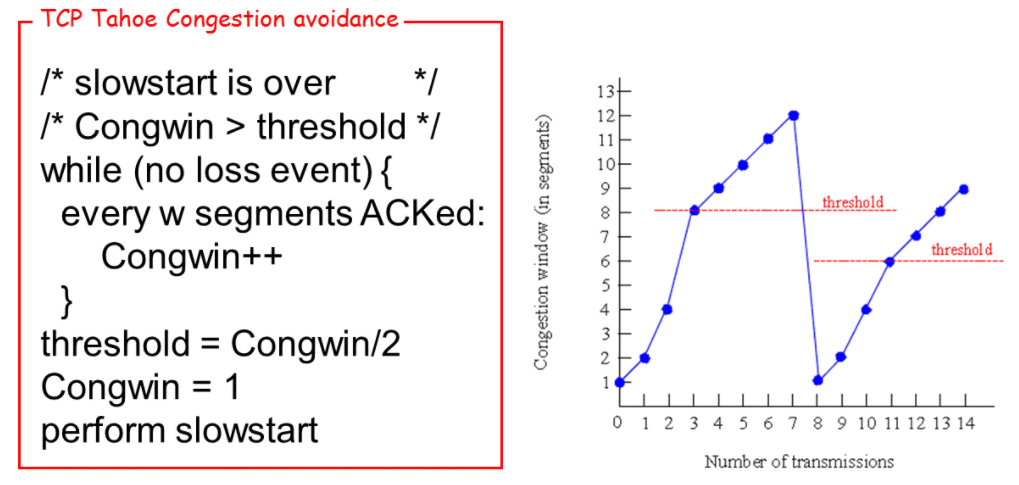 TCP Tahoe Congestion avoidance
/* slowstart is over */
/* Congwin > threshold */
while (no loss event) {
every w segments ACKed:
Congwin++
}
threshold = Congwin/2
Congwin = 1
perform slowstart
Congestion window (in segments)
13
12
11
10
9
8
7
6
5
4
3
2
1
threshold
threshold
0 1 2 3 4 5 6 7 8 9 10 11 12 13 14
Number of transmissions